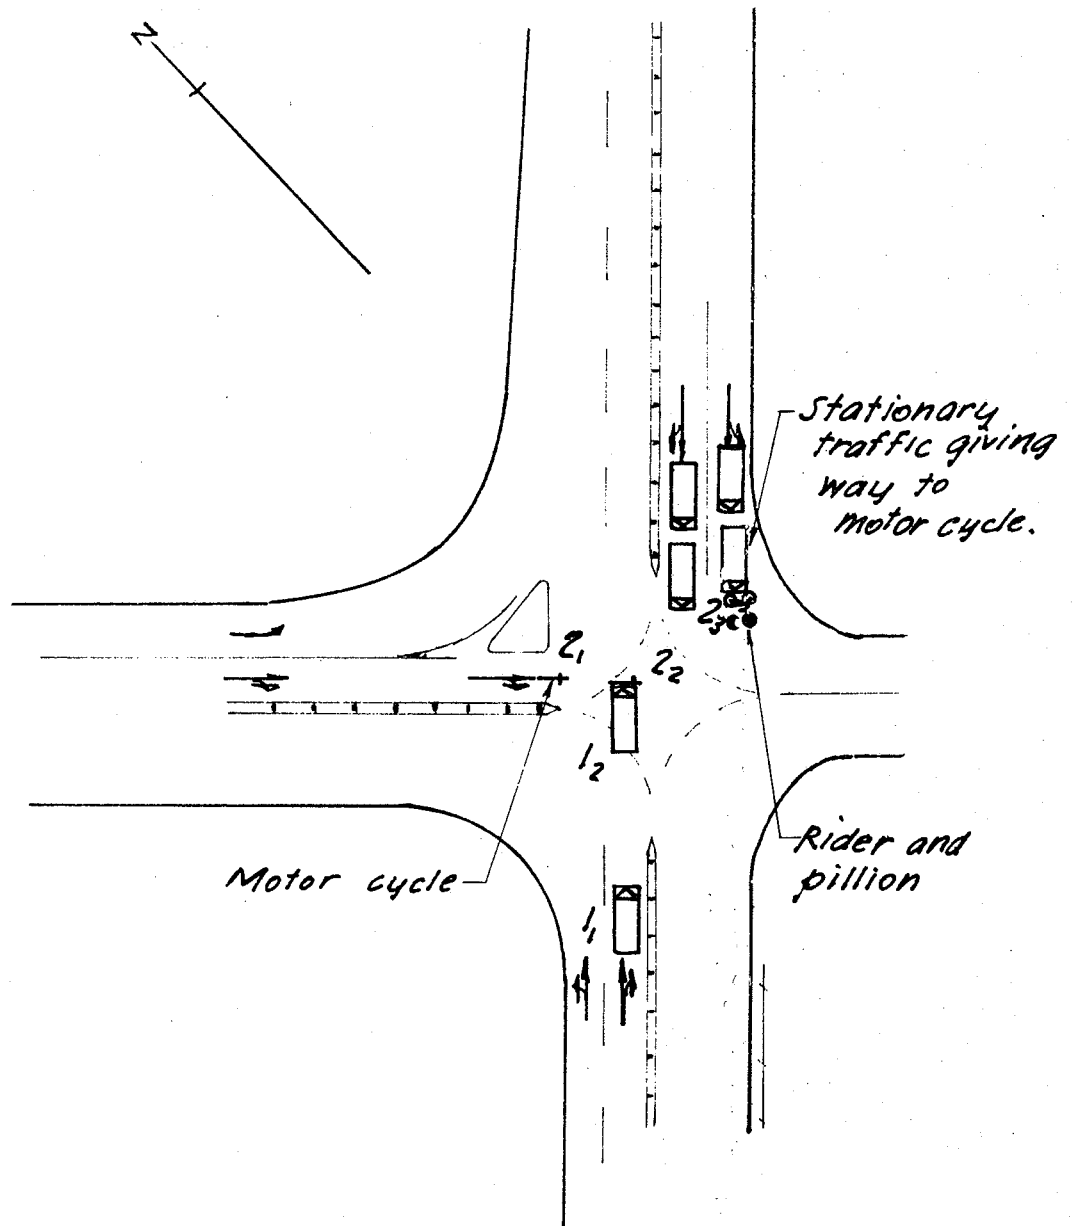 N
Stationary
traffic giving
way to
motor cycle.
2₁
2₂
2₃
1₂
Motor cycle
Rider and
pillion
1₁